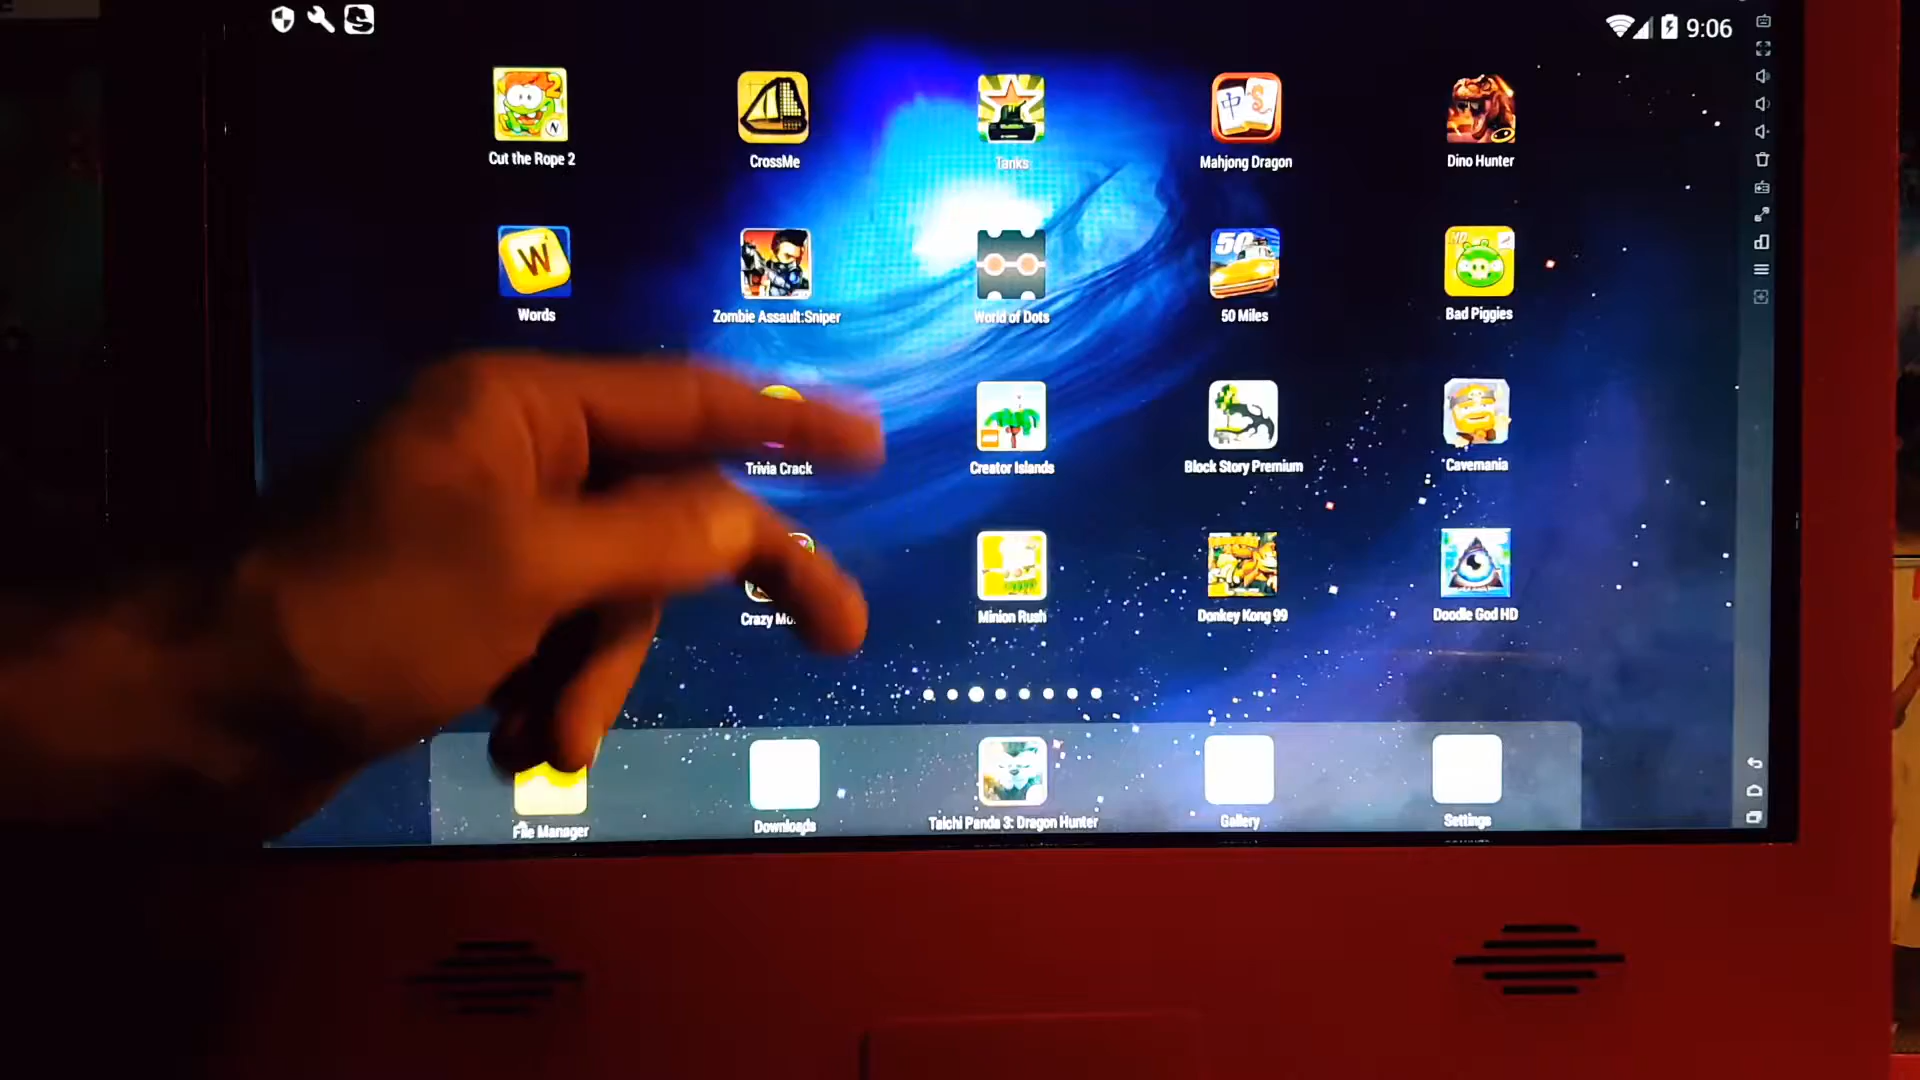 9:06
Cut the Rope 2
CrossMe
Tanks
Mahjong Dragon
Dino Hunter
Words
Zombie Assault:Sniper
World of Dots
50 Miles
Bad Piggies
Trivia Crack
Creator Islands
Block Story Premium
Cavemania
Crazy
Minion Rush
Donkey Kong 99
Doodle God HD
File Manager
Downloads
Taichi Panda 3: Dragon Hunter
Gallery
Settings